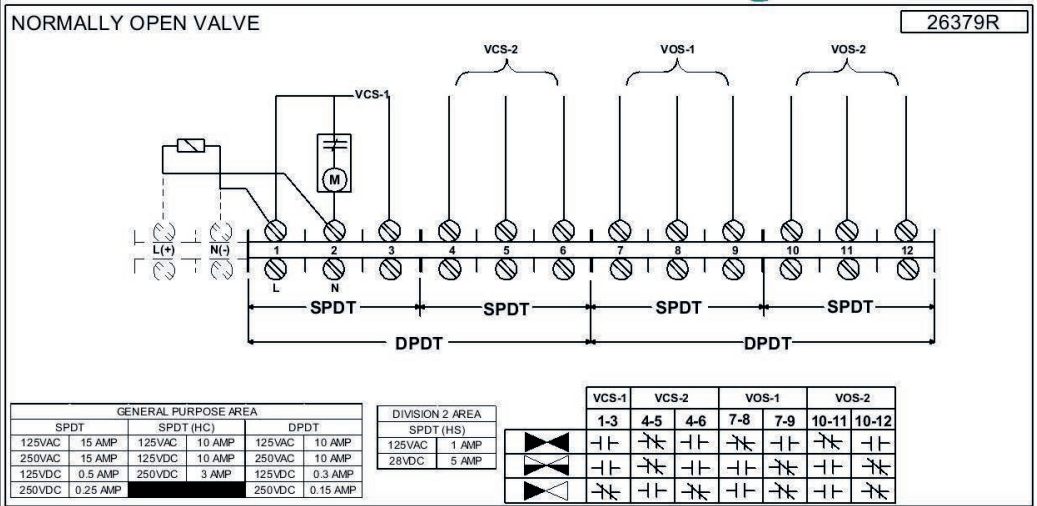 NORMALLY OPEN VALVE
26379R
VCS-2
VOS-1
VOS-2
VCS-1
M
L(+)
N(-)
1 2 3 4 5 6 7 8 9 10 11 12
L N
SPDT SPDT SPDT SPDT
DPDT DPDT
GENERAL PURPOSE AREA
SPDT SPDT (HC) DPDT
125VAC 15 AMP 125VAC 10 AMP 125VAC 10 AMP
250VAC 15 AMP 125VDC 10 AMP 250VAC 10 AMP
125VDC 0.5 AMP 250VDC 3 AMP 125VDC 0.3 AMP
250VDC 0.25 AMP 250VDC 0.15 AMP
DIVISION 2 AREA
SPDT (HS)
125VAC 1 AMP
28VDC 5 AMP
VCS-1 VCS-2 VOS-1 VOS-2
1-3 4-5 4-6 7-8 7-9 10-11 10-12